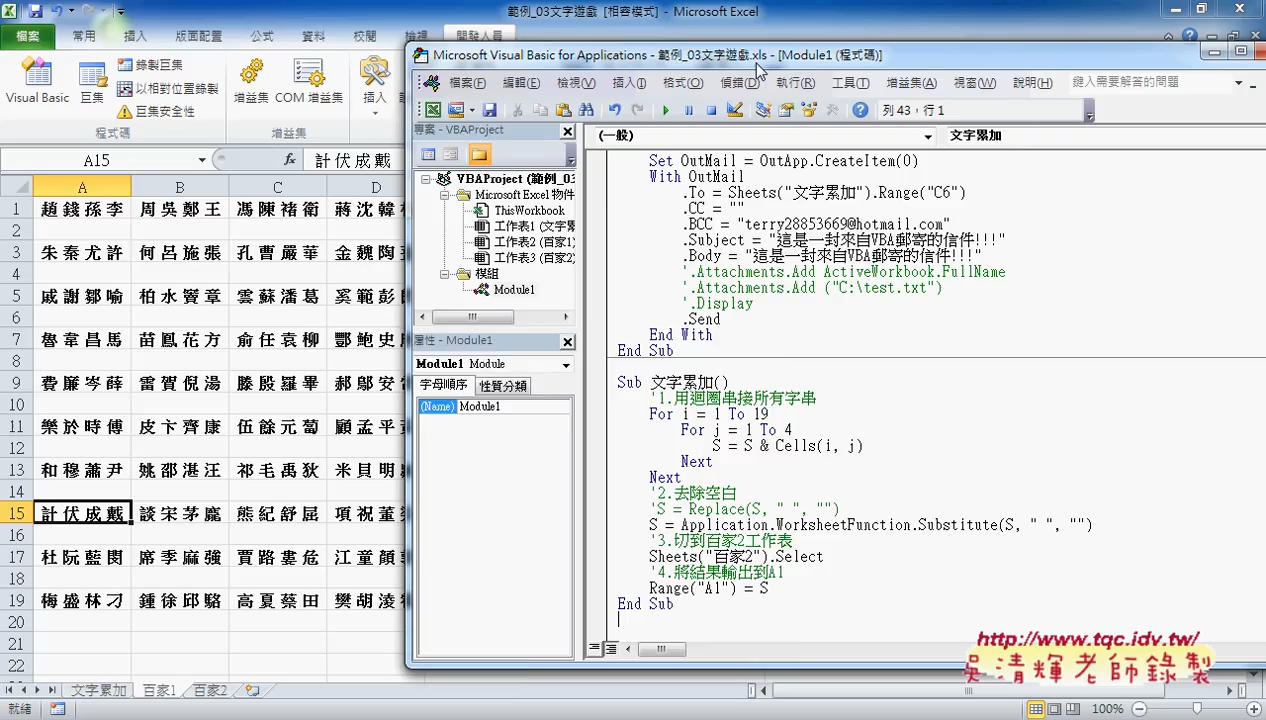 範例_03文字遊戲 [相容模式] - Microsoft Excel
檔案 常用 插入 版面配置 公式 資料 校閱 檢視 開發人員
Visual Basic 巨集 錄製巨集 以相對位置錄製 巨集安全性 增益集 COM 增益集 插入
程式碼 增益集
A15 fx 計伏成戴
A B C D
1 趙錢孫李 周吳鄭王 馮陳褚衛 蔣沈韓
2
3 朱秦尤許 何呂施張 孔曹嚴華 金魏陶
4
5 戚謝鄒喻 柏水竇章 雲蘇潘葛 奚範彭
6
7 魯韋昌馬 苗鳳花方 俞任袁柳 酆鮑史
8
9 費廉岑薛 雷賀倪湯 滕殷羅畢 郝鄔安
10
11 樂於時傅 皮卞齊康 伍餘元蔔 顧孟平
12
13 和穆蕭尹 姚邵湛汪 祁毛禹狄 米貝明
14
15 計伏成戴 談宋茅龐 熊紀舒屈 項祝董
16
17 杜阮藍閔 席季麻強 賈路婁危 江童顏
18
19 梅盛林刁 鍾徐邱駱 高夏蔡田 樊胡淩
20
21
22
文字累加 百家1 百家2
就緒 100%
Microsoft Visual Basic for Applications - 範例_03文字遊戲.xls - [Module1 (程式碼)]
檔案(F) 編輯(E) 檢視(V) 插入(I) 格式(O) 偵錯(D) 執行(R) 工具(T) 增益集(A) 視窗(W) 說明(H) 鍵入需要解答的問題
列 43，行 1
專案 - VBAProject
VBAProject (範例_03
Microsoft Excel 物件
ThisWorkbook
工作表1 (文字累
工作表2 (百家1)
工作表3 (百家2)
模組
Module1
屬性 - Module1
Module1 Module
字母順序 性質分類
(Name) Module1
(一般) 文字累加
Set OutMail = OutApp.CreateItem(0)
With OutMail
.To = Sheets("文字累加").Range("C6")
.CC = ""
.BCC = "terry28853669@hotmail.com"
.Subject = "這是一封來自VBA郵寄的信件!!!"
.Body = "這是一封來自VBA郵寄的信件!!!"
'.Attachments.Add ActiveWorkbook.FullName
'.Attachments.Add ("C:\test.txt")
'.Display
.Send
End With
End Sub
Sub 文字累加()
'1.用迴圈串接所有字串
For i = 1 To 19
For j = 1 To 4
S = S & Cells(i, j)
Next
Next
'2.去除空白
'S = Replace(S, " ", "")
S = Application.WorksheetFunction.Substitute(S, " ", "")
'3.切到百家2工作表
Sheets("百家2").Select
'4.將結果輸出到A1
Range("A1") = S
End Sub
http://www.tqc.idv.tw/
吳清輝老師錄製